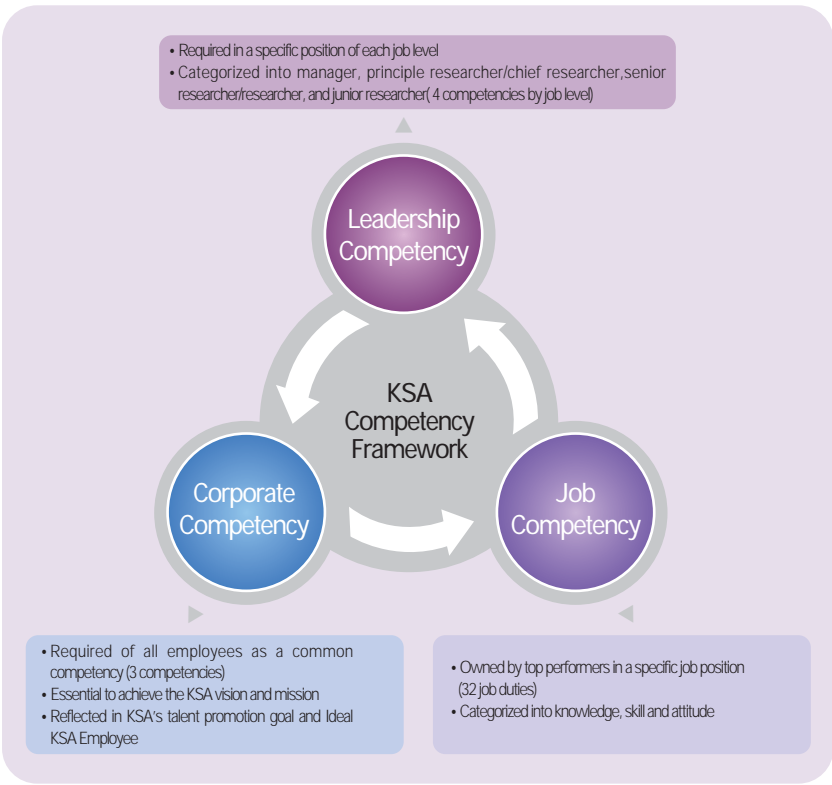 • Required in a specific position of each job level
• Categorized into manager, principle researcher/chief researcher,senior
researcher/researcher, and junior researcher( 4 competencies by job level)
Leadership
Competency
KSA
Competency
Framework
Corporate
Competency
Job
Competency
• Required of all employees as a common
competency (3 competencies)
• Essential to achieve the KSA vision and mission
• Reflected in KSA's talent promotion goal and Ideal
KSA Employee
• Owned by top performers in a specific job position
(32 job duties)
• Categorized into knowledge, skill and attitude